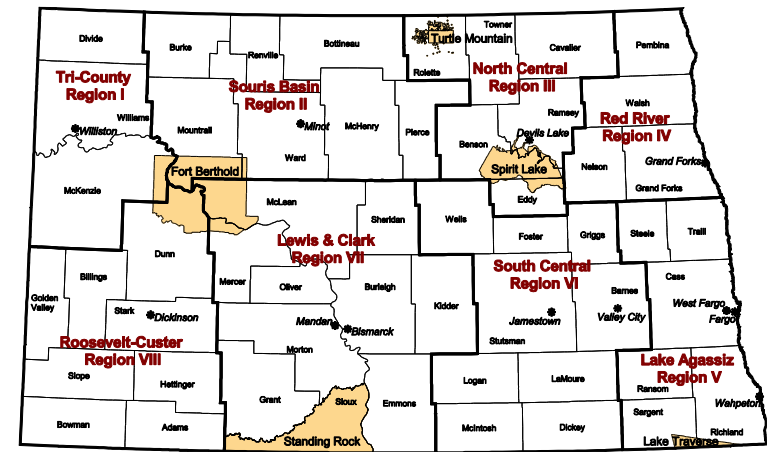 Divide
Burke
Renville
Bottineau
Towner
Turtle Mountain
Rolette
Cavalier
Pembina
Tri-County
Region I
Williams
Williston
Souris Basin
Region II
Mountrail
Minot
Ward
McHenry
Pierce
North Central
Region III
Ramsey
Benson
Devils Lake
Spirit Lake
Eddy
Walsh
Red River
Region IV
Nelson
Grand Forks
Grand Forks
McKenzie
Fort Berthold
McLean
Sheridan
Wells
Foster
Griggs
Steele
Traill
Dunn
Billings
Golden
Valley
Stark
Dickinson
Lewis & Clark
Region VII
Mercer
Oliver
Burleigh
Kidder
Mandan
Bismarck
Morton
South Central
Region VI
Barnes
Jamestown
Valley City
Stutsman
Cass
West Fargo
Fargo
Roosevelt-Custer
Region VIII
Slope
Hettinger
Bowman
Adams
Grant
Sioux
Standing Rock
Emmons
Logan
LaMoure
McIntosh
Dickey
Lake Agassiz
Region V
Ransom
Wahpeton
Sargent
Richland
Lake Traverse